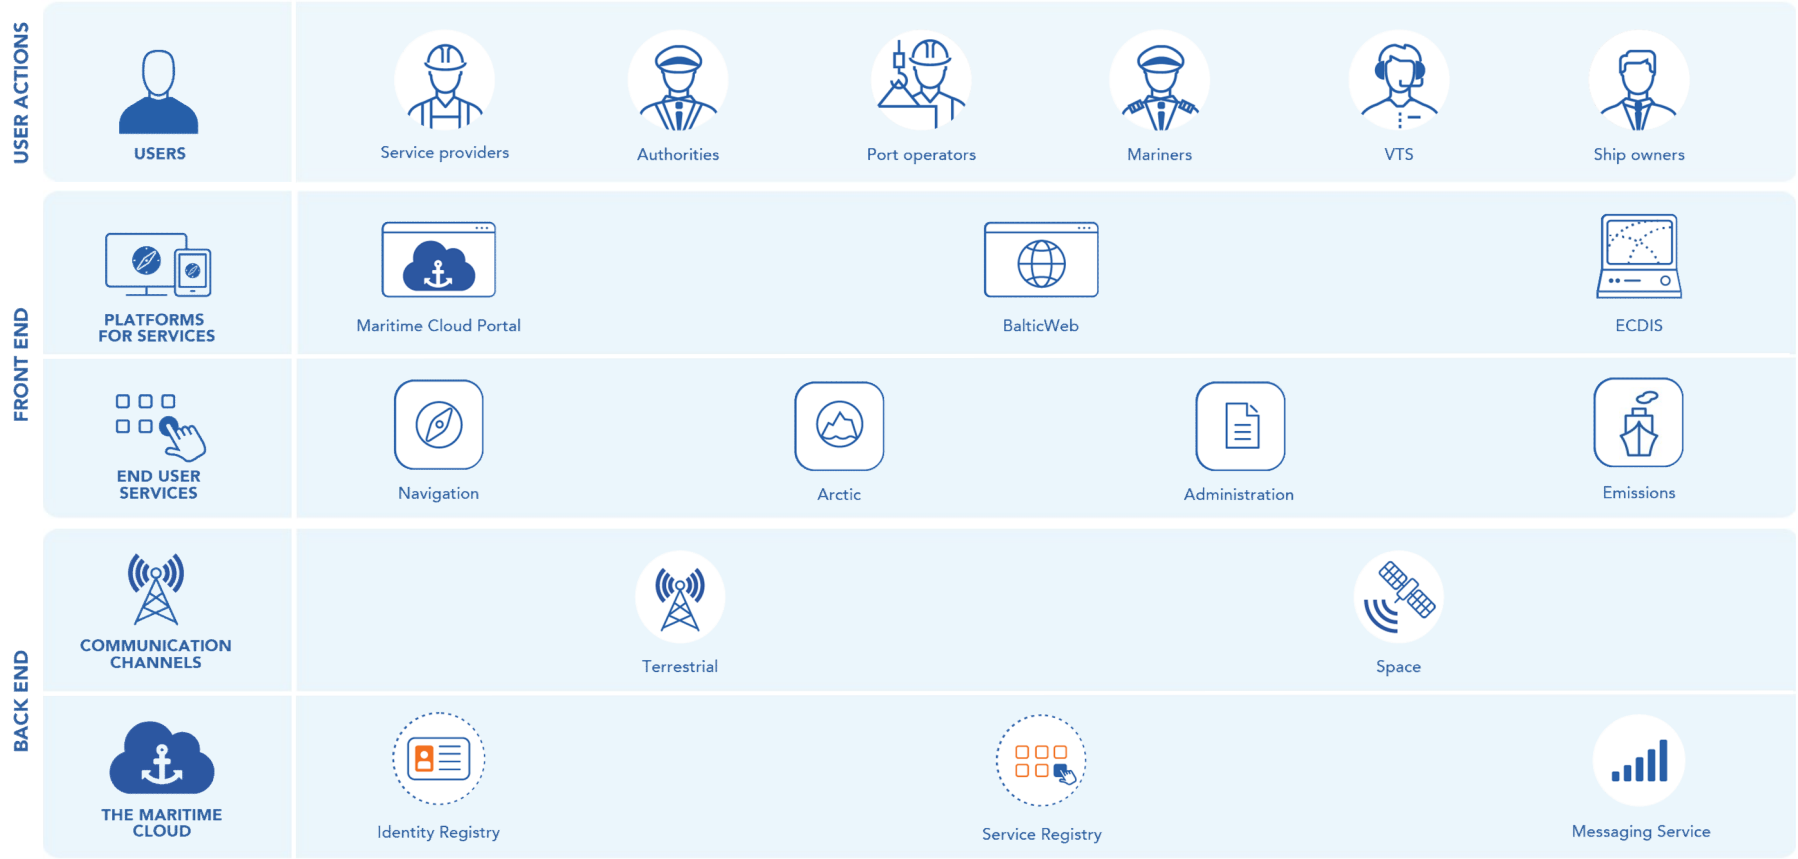 USER ACTIONS
USERS
Service providers
Authorities
Port operators
Mariners
VTS
Ship owners
FRONT END
PLATFORMS
FOR SERVICES
Maritime Cloud Portal
BalticWeb
ECDIS
END USER
SERVICES
Navigation
Arctic
Administration
Emissions
BACK END
COMMUNICATION
CHANNELS
Terrestrial
Space
THE MARITIME
CLOUD
Identity Registry
Service Registry
Messaging Service